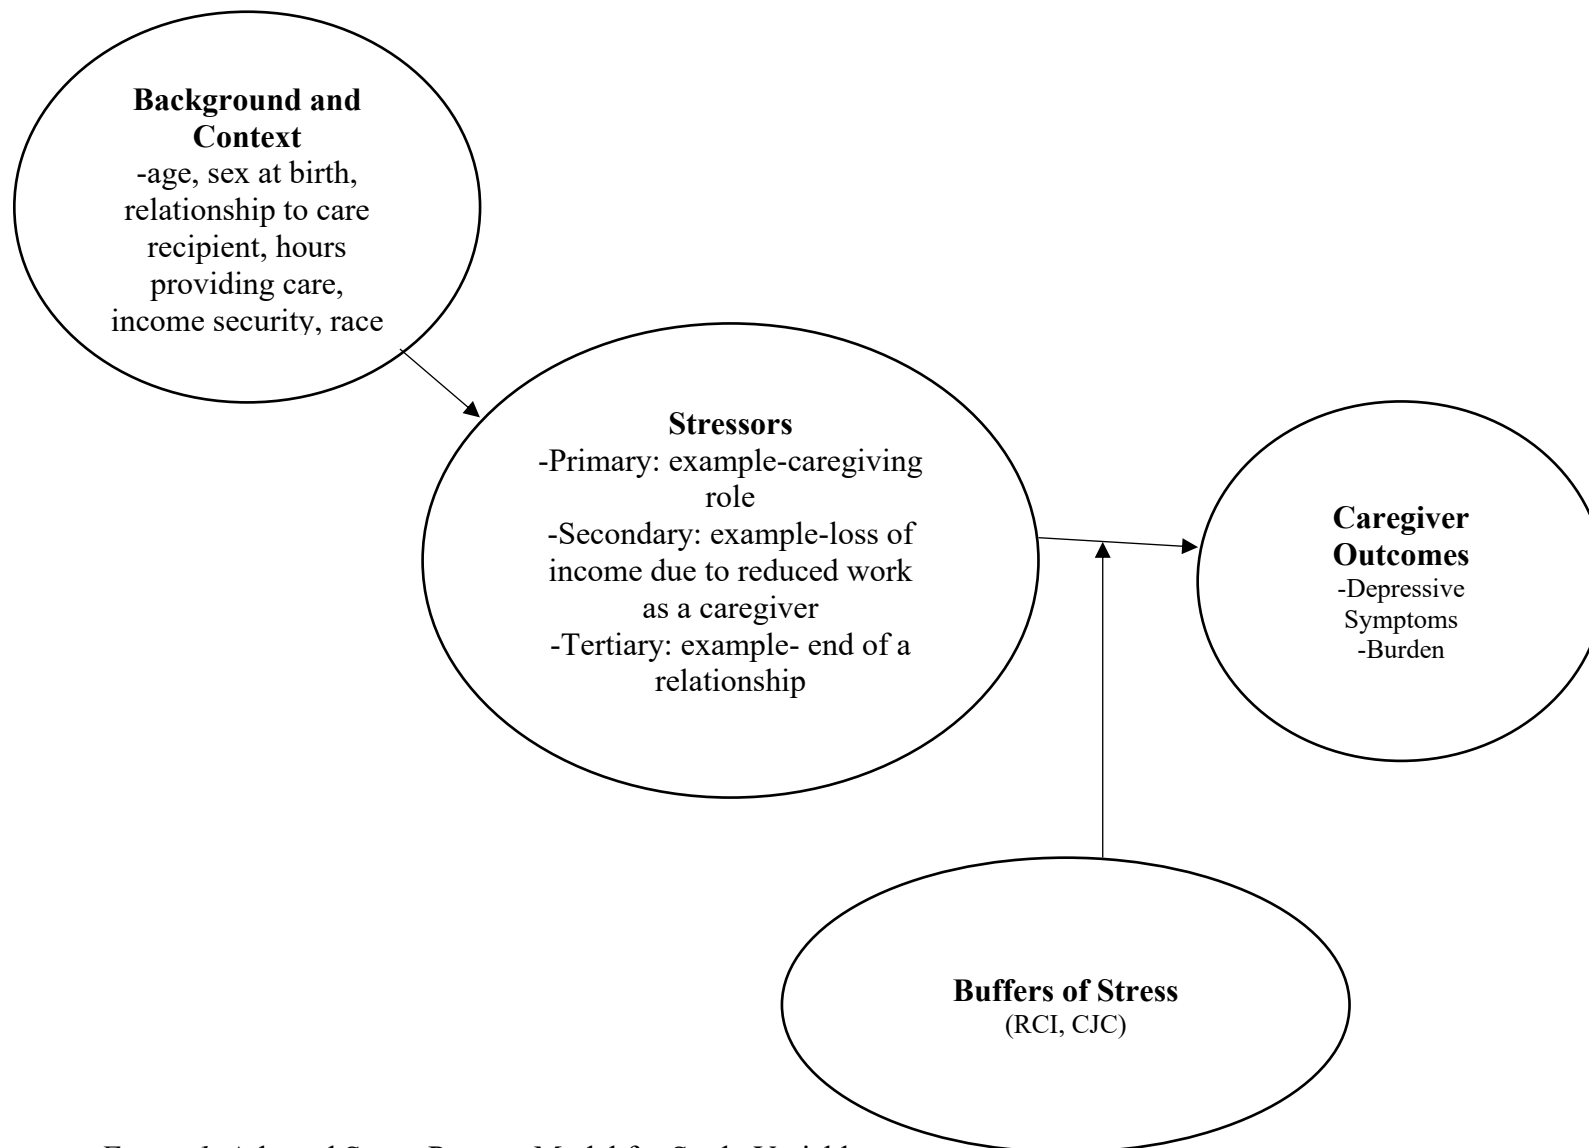 Background and
Context
-age, sex at birth,
relationship to care
recipient, hours
providing care,
income security, race
Stressors
-Primary: example-caregiving
role
-Secondary: example-loss of
income due to reduced work
as a caregiver
-Tertiary: example- end of a
relationship
Caregiver
Outcomes
-Depressive
Symptoms
-Burden
Buffers of Stress
(RCI, CJC)